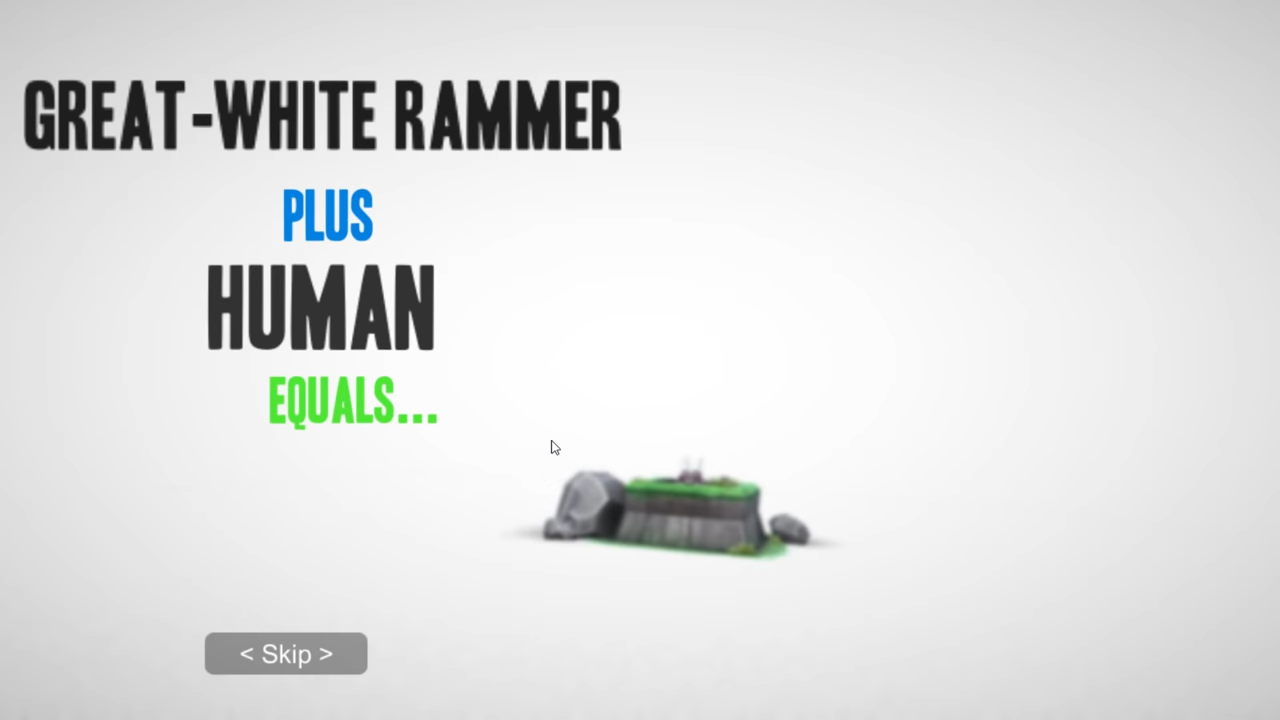 GREAT-WHITE RAMMER
PLUS
HUMAN
EQUALS...
< Skip >